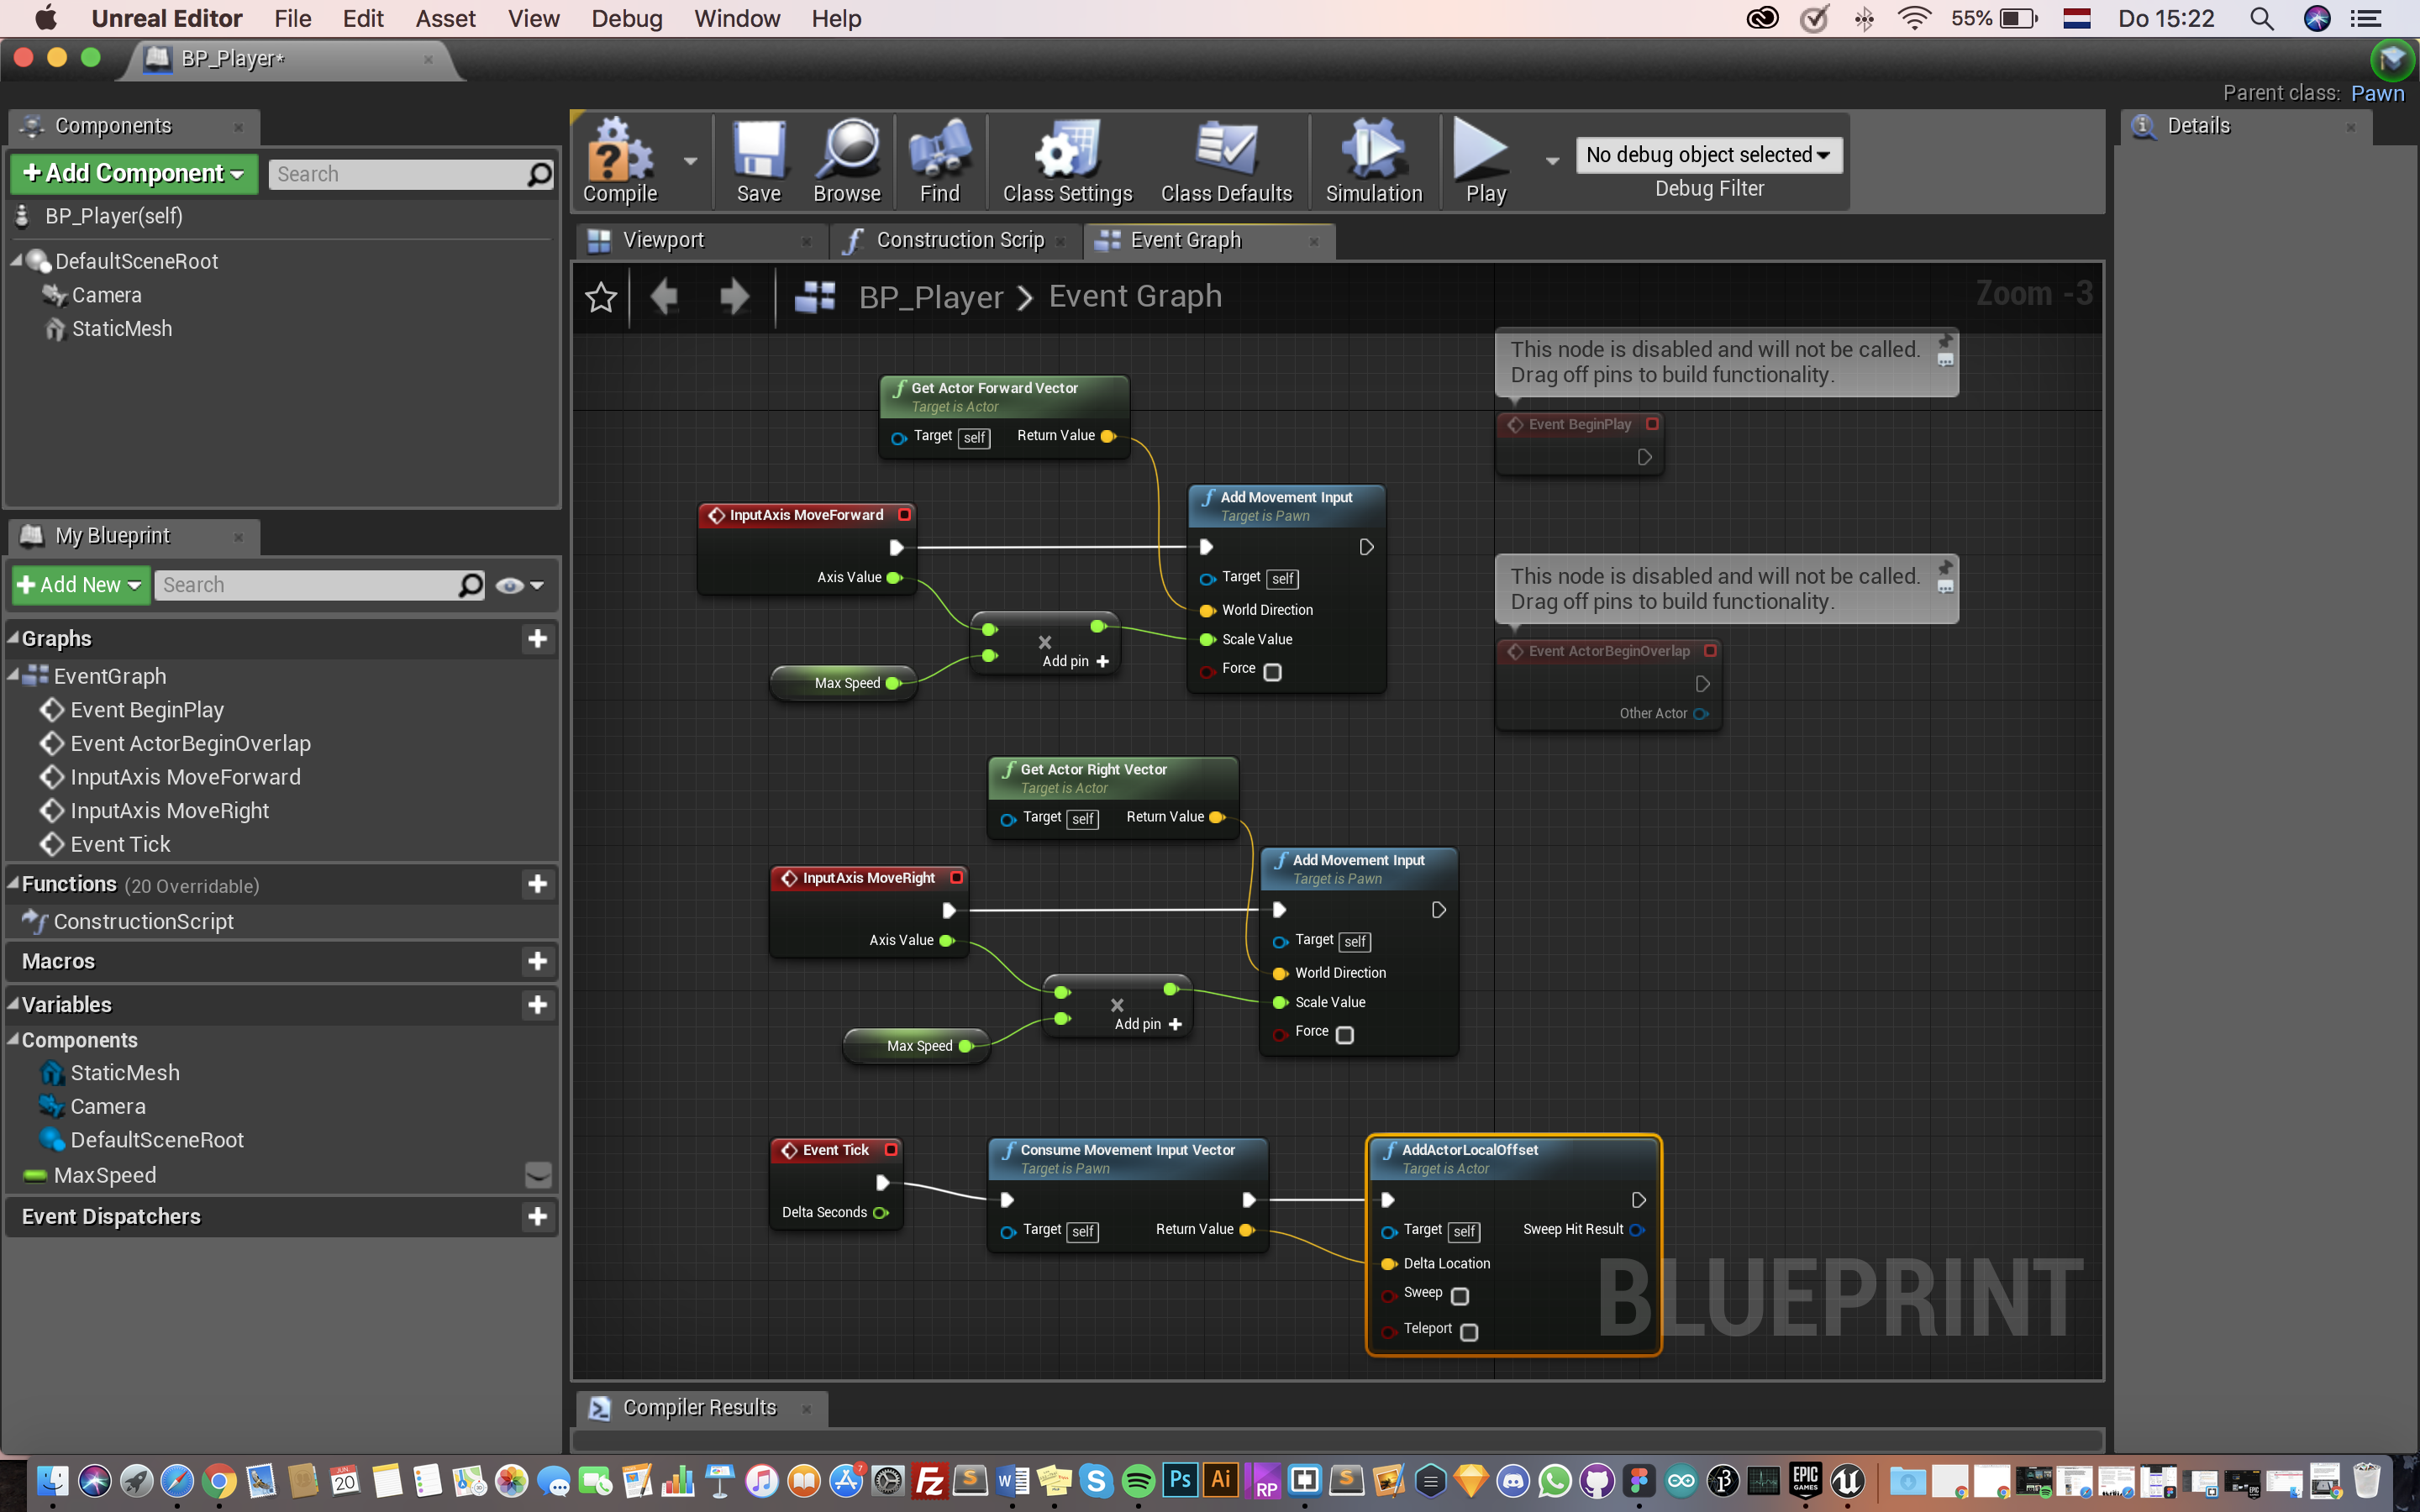 Unreal Editor File Edit Asset View Debug Window Help 55% Do 15:22
BP_Player*
Parent class: Pawn
Components
Details
+Add Component
Search
BP_Player(self)
DefaultSceneRoot
Camera
StaticMesh
Compile Save Browse Find Class Settings Class Defaults Simulation Play
No debug object selected
Debug Filter
Viewport Construction Scrip Event Graph
BP_Player > Event Graph
Zoom -3
My Blueprint
+Add New
Search
Graphs
EventGraph
Event BeginPlay
Event ActorBeginOverlap
InputAxis MoveForward
InputAxis MoveRight
Event Tick
Functions (20 Overridable)
ConstructionScript
Macros
Variables
Components
StaticMesh
Camera
DefaultSceneRoot
MaxSpeed
Event Dispatchers
This node is disabled and will not be called.
Drag off pins to build functionality.
Event BeginPlay
This node is disabled and will not be called.
Drag off pins to build functionality.
Event ActorBeginOverlap
Other Actor
Get Actor Forward Vector
Target is Actor
Target self Return Value
InputAxis MoveForward
Axis Value
Max Speed
Add pin +
Add Movement Input
Target is Pawn
Target self
World Direction
Scale Value
Force
Get Actor Right Vector
Target is Actor
Target self Return Value
InputAxis MoveRight
Axis Value
Max Speed
Add pin +
Add Movement Input
Target is Pawn
Target self
World Direction
Scale Value
Force
Event Tick
Delta Seconds
Consume Movement Input Vector
Target is Pawn
Target self Return Value
AddActorLocalOffset
Target is Actor
Target self Sweep Hit Result
Delta Location
Sweep
Teleport
BLUEPRINT
Compiler Results
JUN
20
7
Fz
S
W
S
Ps
Ai
RP
S
EPIC
GAMES